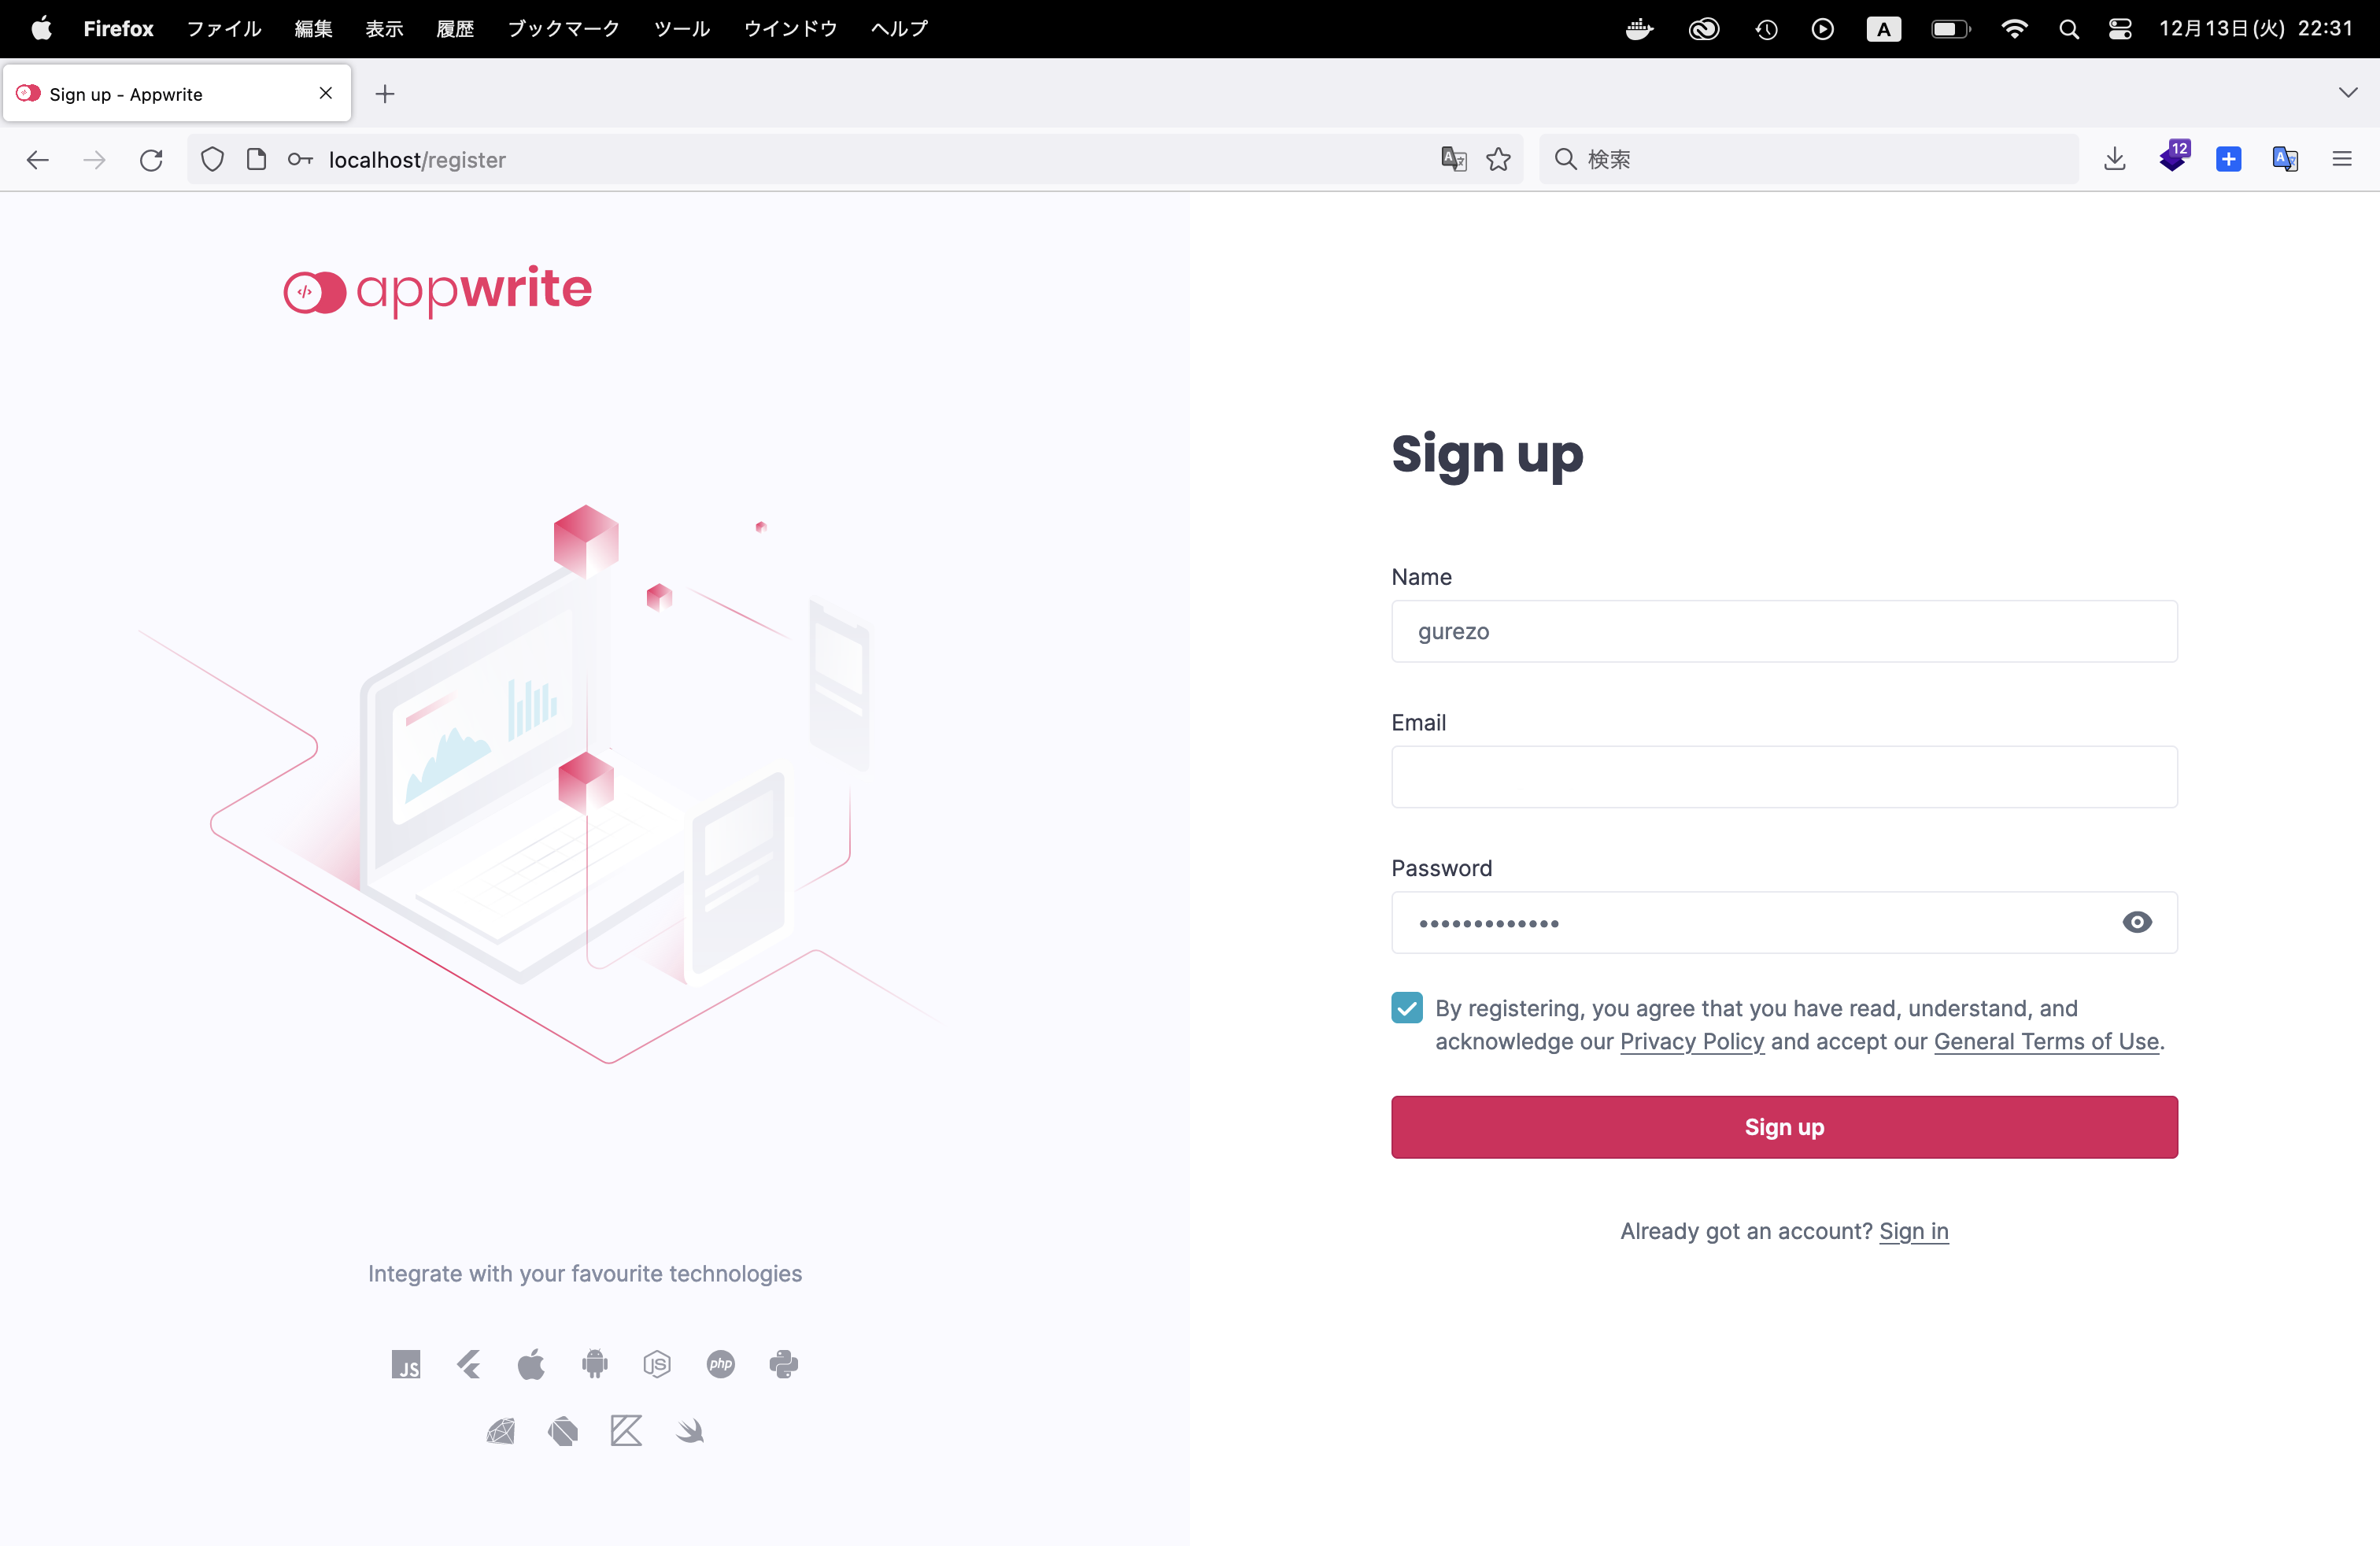 Firefox ファイル 編集 表示 履歴 ブックマーク ツール ウインドウ ヘルプ A 12月13日(火) 22:31
Sign up - Appwrite
localhost/register 検索 12
appwrite
Sign up
Name
gurezo
Email
Password
By registering, you agree that you have read, understand, and
acknowledge our Privacy Policy and accept our General Terms of Use.
Sign up
Already got an account? Sign in
Integrate with your favourite technologies
JS JS php